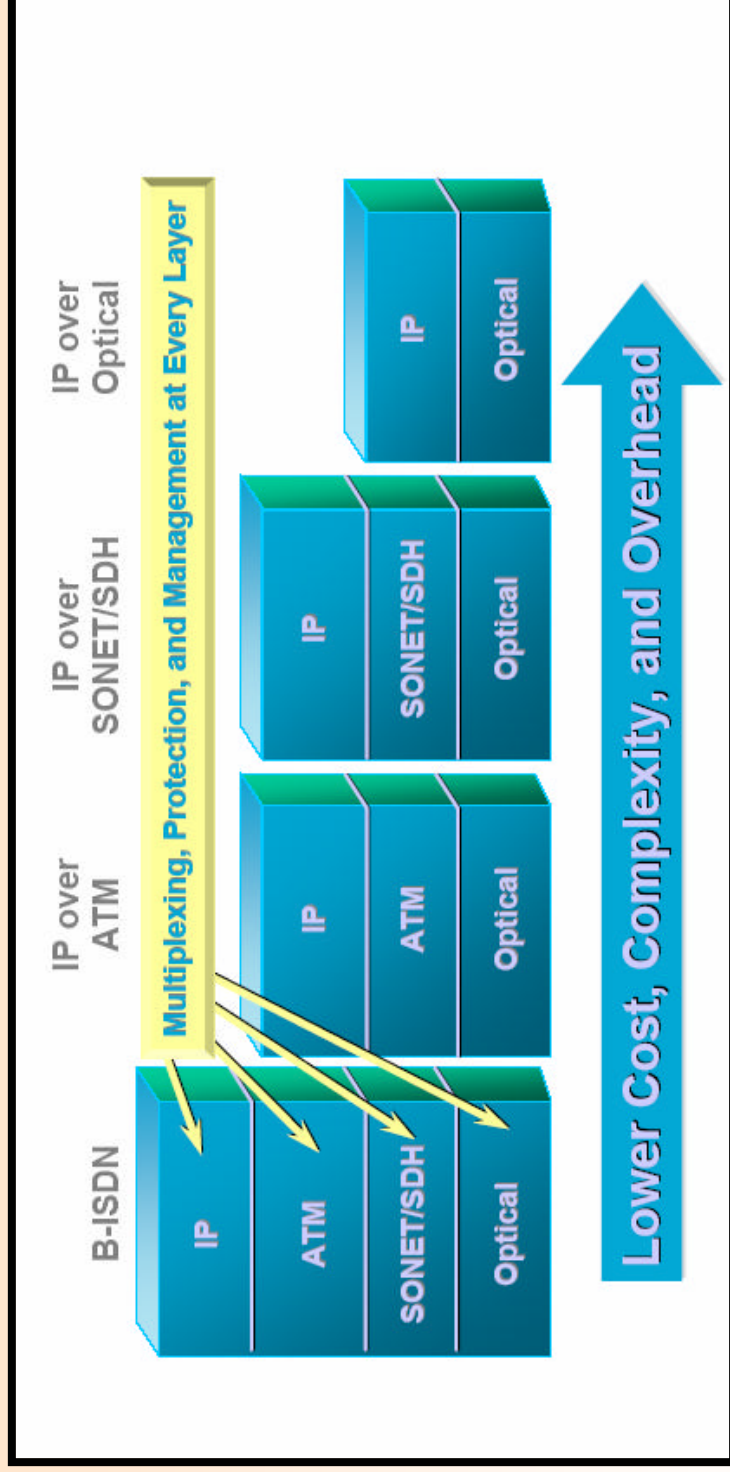 B-ISDN
IP over
ATM
IP over
SONET/SDH
IP over
Optical
Multiplexing, Protection, and Management at Every Layer
IP
ATM
SONET/SDH
Optical
IP
ATM
Optical
IP
SONET/SDH
Optical
IP
Optical
Lower Cost, Complexity, and Overhead